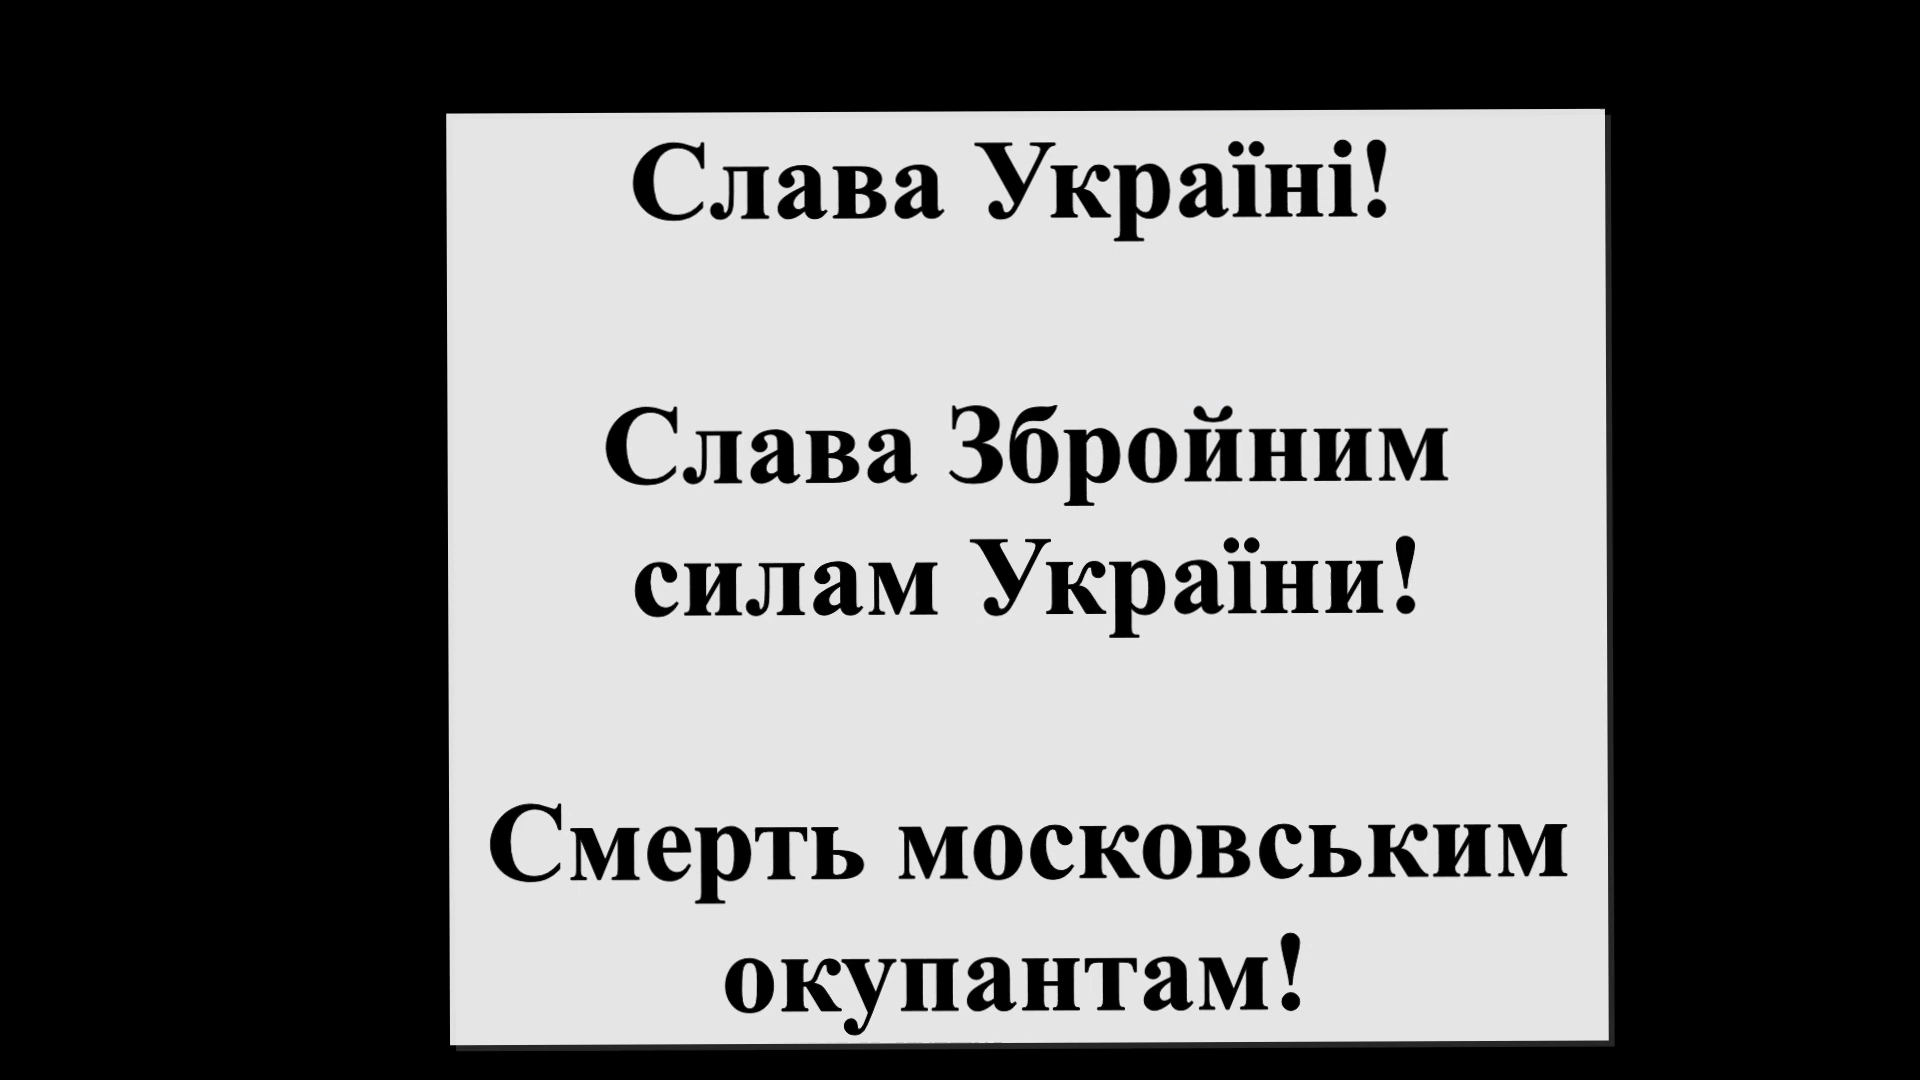 Слава Україні!
Слава Збройним
силам України!
Смерть московським
окупантам!